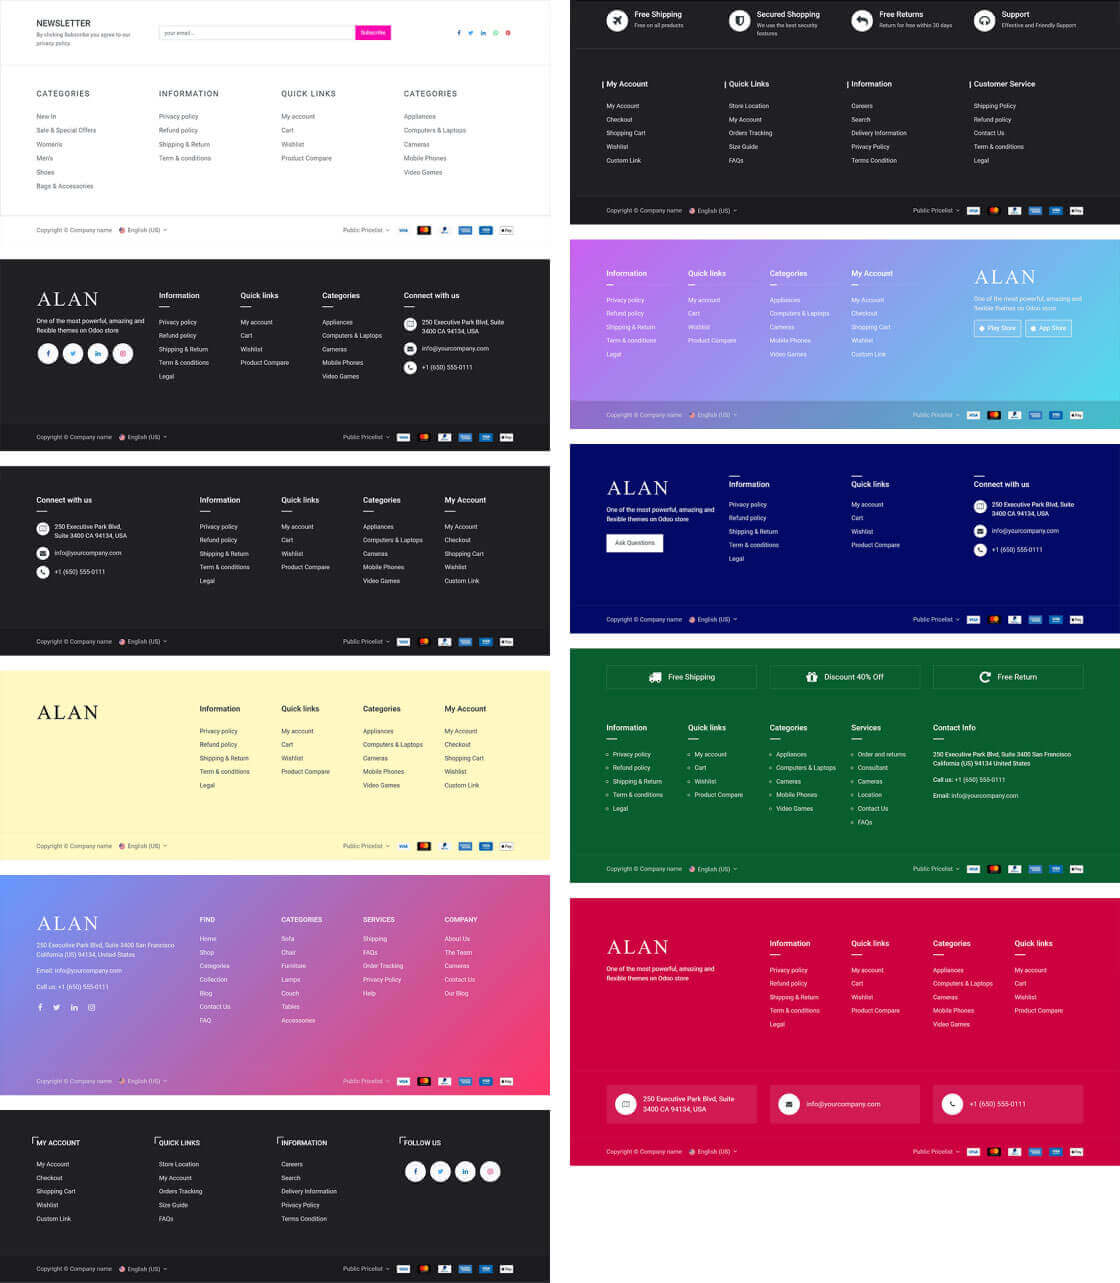 NEWSLETTER
By clicking Subscribe you agree to our
privacy policy.
your email...
Subscribe
CATEGORIES
New In
Sale & Special Offers
Women's
Men's
Shoes
Bags & Accessories
INFORMATION
Privacy policy
Refund policy
Shipping & Return
Term & conditions
QUICK LINKS
My account
Cart
Wishlist
Product Compare
CATEGORIES
Appliances
Computers & Laptops
Cameras
Mobile Phones
Video Games
Copyright © Company name English (US)
Public Pricelist VISA Pay
ALAN
One of the most powerful, amazing and
flexible themes on Odoo store
Information
Privacy policy
Refund policy
Shipping & Return
Term & conditions
Legal
Quick links
My account
Cart
Wishlist
Product Compare
Categories
Appliances
Computers & Laptops
Cameras
Mobile Phones
Video Games
Connect with us
250 Executive Park Blvd, Suite
3400 CA 94134, USA
info@yourcompany.com
+1 (650) 555-0111
Copyright © Company name English (US)
Public Pricelist VISA Pay
Connect with us
250 Executive Park Blvd,
Suite 3400 CA 94134, USA
info@yourcompany.com
+1 (650) 555-0111
Information
Privacy policy
Refund policy
Shipping & Return
Term & conditions
Legal
Quick links
My account
Cart
Wishlist
Product Compare
Categories
Appliances
Computers & Laptops
Cameras
Mobile Phones
Video Games
My Account
My Account
Checkout
Shopping Cart
Wishlist
Custom Link
Copyright © Company name English (US)
Public Pricelist VISA Pay
ALAN
Information
Privacy policy
Refund policy
Shipping & Return
Term & conditions
Legal
Quick links
My account
Cart
Wishlist
Product Compare
Categories
Appliances
Computers & Laptops
Cameras
Mobile Phones
Video Games
My Account
My Account
Checkout
Shopping Cart
Wishlist
Custom Link
Copyright © Company name English (US)
Public Pricelist VISA Pay
ALAN
250 Executive Park Blvd, Suite 3400 San Francisco
California (US) 94134, United States
Email: info@yourcompany.com
Call us: +1 (650) 555-0111
FIND
Home
Shop
Categories
Collection
Blog
Contact Us
FAQ
CATEGORIES
Sofa
Chair
Furniture
Lamps
Couch
Tables
Accessories
SERVICES
Shipping
FAQs
Order Tracking
Privacy Policy
Help
COMPANY
About Us
The Team
Careers
Contact Us
Our Blog
Copyright © Company name English (US)
Public Pricelist VISA Pay
MY ACCOUNT
My Account
Checkout
Shopping Cart
Wishlist
Custom Link
QUICK LINKS
Store Location
My Account
Orders Tracking
Size Guide
FAQs
INFORMATION
Careers
Search
Delivery Information
Privacy Policy
Terms Condition
FOLLOW US
Copyright © Company name English (US)
Public Pricelist VISA Pay
Free Shipping
Free on all products
Secured Shopping
We use the best security
features
Free Returns
Return for free within 30 days
Support
Effective and Friendly Support
My Account
My Account
Checkout
Shopping Cart
Wishlist
Custom Link
Quick Links
Store Location
My Account
Orders Tracking
Size Guide
FAQs
Information
Careers
Search
Delivery Information
Privacy Policy
Terms Condition
Customer Service
Shipping Policy
Refund policy
Contact Us
Term & conditions
Legal
Copyright © Company name English (US)
Public Pricelist VISA Pay
Information
Privacy policy
Refund policy
Shipping & Return
Term & conditions
Legal
Quick links
My account
Cart
Wishlist
Product Compare
Categories
Appliances
Computers & Laptops
Cameras
Mobile Phones
Video Games
My Account
My Account
Checkout
Shopping Cart
Wishlist
Custom Link
ALAN
One of the most powerful, amazing and
flexible themes on Odoo store
Play Store
App Store
Copyright © Company name English (US)
Public Pricelist VISA Pay
ALAN
One of the most powerful, amazing and
flexible themes on Odoo store
Ask Questions
Information
Privacy policy
Refund policy
Shipping & Return
Term & conditions
Legal
Quick links
My account
Cart
Wishlist
Product Compare
Connect with us
250 Executive Park Blvd, Suite
3400 CA 94134, USA
info@yourcompany.com
+1 (650) 555-0111
Copyright © Company name English (US)
Public Pricelist VISA Pay
Free Shipping
Discount 40% Off
Free Return
Information
Privacy policy
Refund policy
Shipping & Return
Term & conditions
Legal
Quick links
My account
Cart
Wishlist
Product Compare
Categories
Appliances
Computers & Laptops
Cameras
Mobile Phones
Video Games
Services
Order and returns
Consultant
Cameras
Location
Contact Us
FAQs
Contact Info
250 Executive Park Blvd, Suite 3400 San Francisco
California (US) 94134 United States
Call us: +1 (650) 555-0111
Email: info@yourcompany.com
Copyright © Company name English (US)
Public Pricelist VISA Pay
ALAN
One of the most powerful, amazing and
flexible themes on Odoo store
Information
Privacy policy
Refund policy
Shipping & Return
Term & conditions
Legal
Quick links
My account
Cart
Wishlist
Product Compare
Categories
Appliances
Computers & Laptops
Cameras
Mobile Phones
Video Games
Quick links
My account
Cart
Wishlist
Product Compare
250 Executive Park Blvd, Suite
3400 CA 94134, USA
info@yourcompany.com
+1 (650) 555-0111
Copyright © Company name English (US)
Public Pricelist VISA Pay